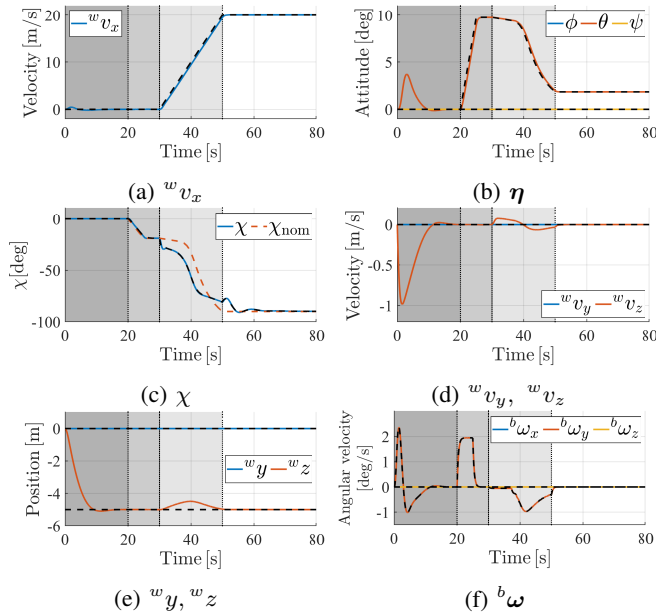 20
10
0
Velocity [m/s]
ʷvₓ
0 20 40 60 80
Time [s]
(a) ʷvₓ
10
5
0
Attitude [deg]
ϕ θ ψ
0 20 40 60 80
Time [s]
(b) η
0
-50
-100
χ[deg]
χ χnom
0 20 40 60 80
Time [s]
(c) χ
0
-0.5
-1
Velocity [m/s]
ʷv_y ʷv_z
0 20 40 60 80
Time [s]
(d) ʷv_y, ʷv_z
0
-2
-4
-6
Position [m]
ʷy ʷz
0 20 40 60 80
Time [s]
(e) ʷy, ʷz
2
1
0
-1
Angular velocity
[deg/s]
ᵇωₓ ᵇω_y ᵇω_z
0 20 40 60 80
Time [s]
(f) ᵇω